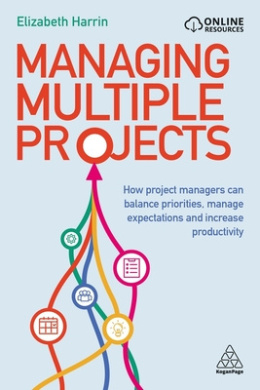 Elizabeth Harrin
ONLINE
RESOURCES
MANAGING
MULTIPLE
PROJECTS
How project managers can
balance priorities, manage
expectations and increase
productivity
KoganPage